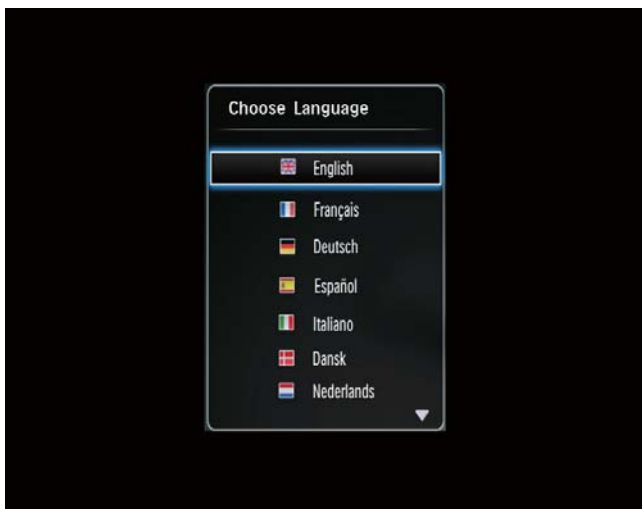 Choose Language
English
Français
Deutsch
Español
Italiano
Dansk
Nederlands